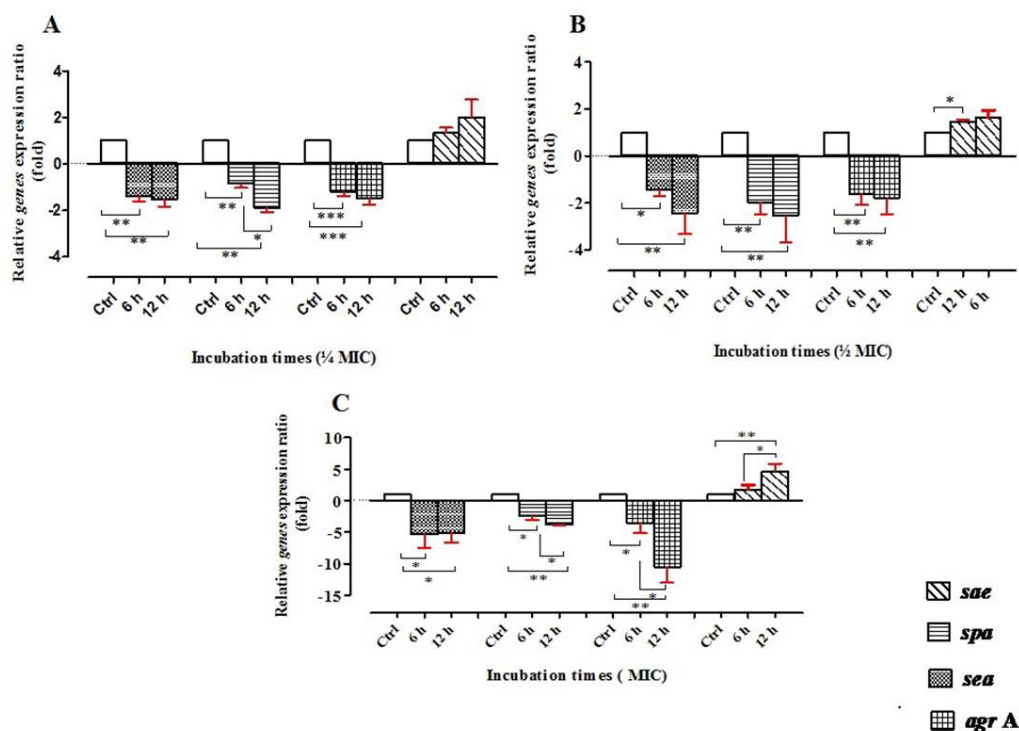 A
Relative genes expression ratio
(fold)
4
2
0
-2
-4
**
**
**
*
**
***
***
Ctrl 6 h 12 h Ctrl 6 h 12 h Ctrl 6 h 12 h Ctrl 6 h 12 h
Incubation times (¼ MIC)
B
Relative genes expression ratio
(fold)
4
2
0
-2
-4
*
**
**
**
**
**
*
Ctrl 6 h 12 h Ctrl 6 h 12 h Ctrl 6 h 12 h Ctrl 12 h 6 h
Incubation times (½ MIC)
C
Relative genes expression ratio
(fold)
10
5
0
-5
-10
-15
*
*
*
*
**
*
*
**
**
*
Ctrl 6 h 12 h Ctrl 6 h 12 h Ctrl 6 h 12 h Ctrl 6 h 12 h
Incubation times ( MIC)
sae
spa
sea
agr A